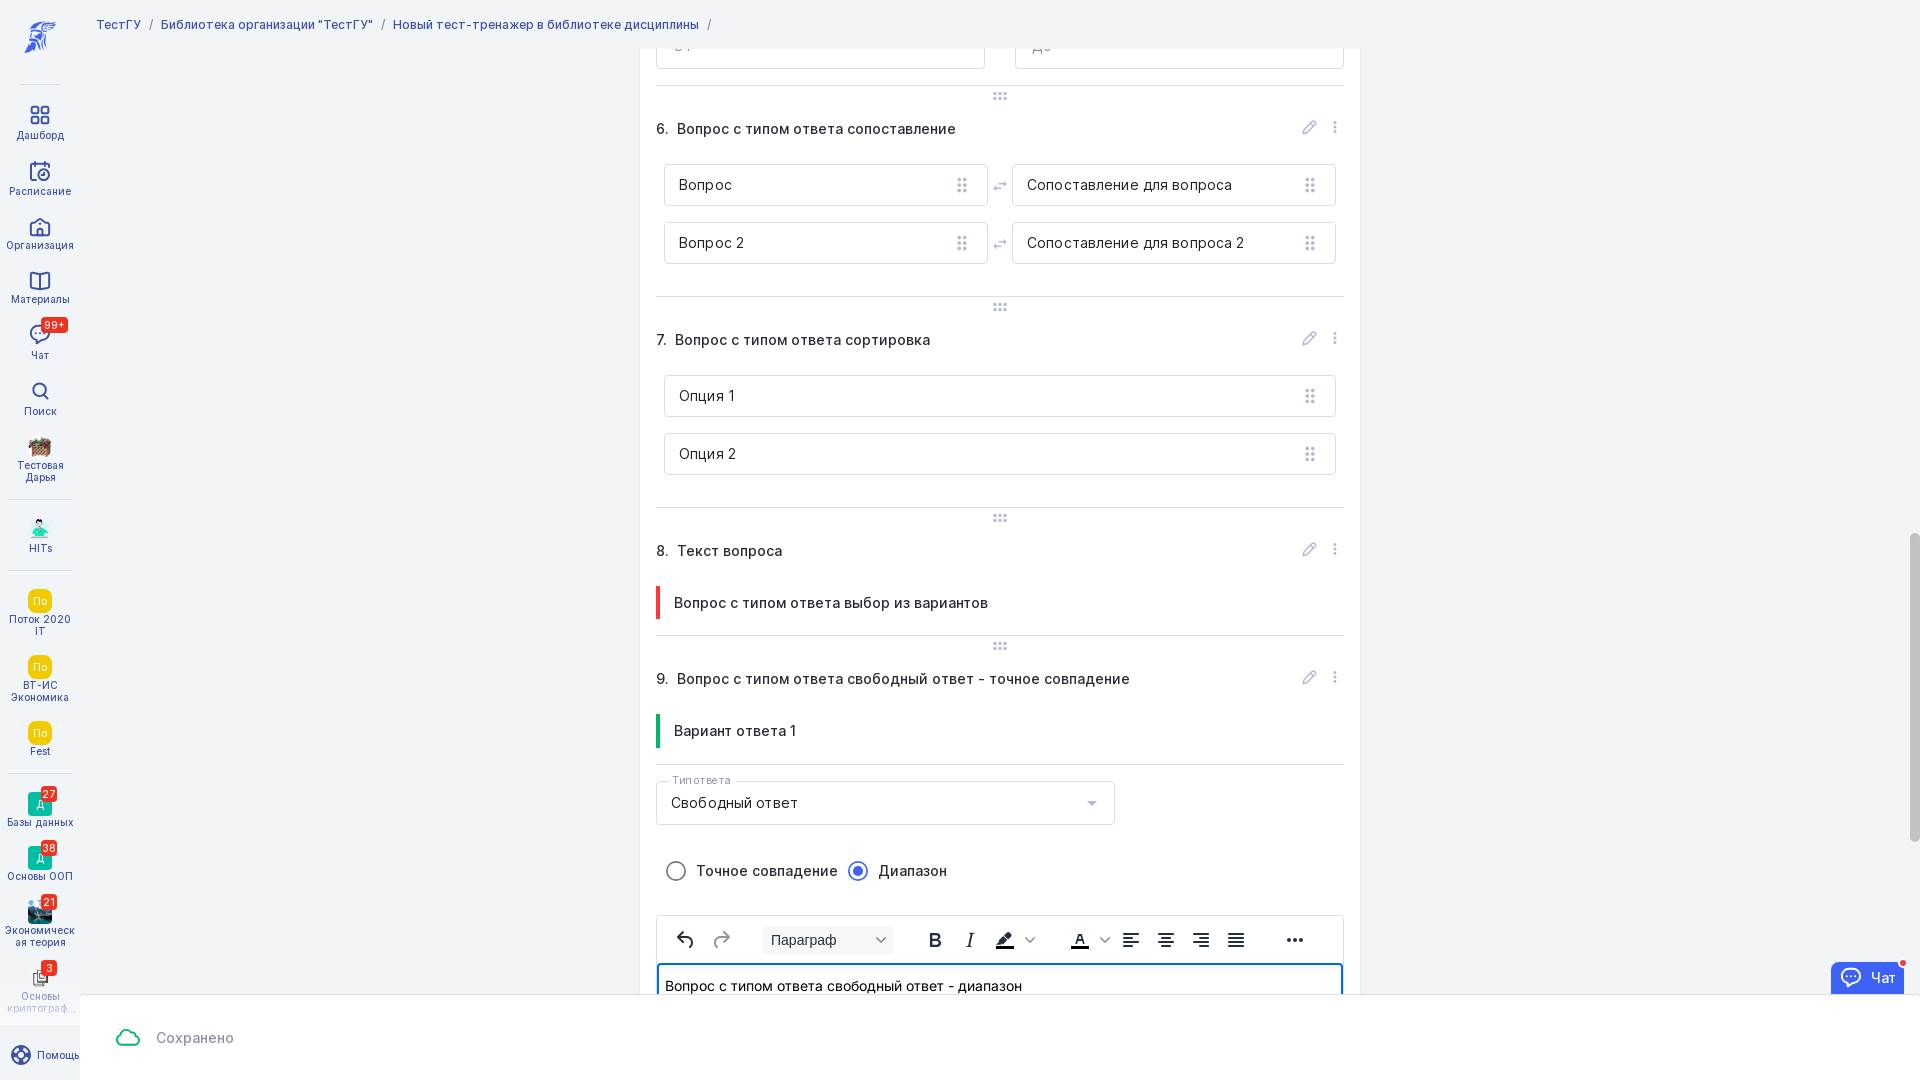 ТестГУ / Библиотека организации "ТестГУ" / Новый тест-тренажер в библиотеке дисциплины /
Дашборд
Расписание
Организация
Материалы
99+
Чат
Поиск
Тестовая
Дарья
HITs
По
Поток 2020
IT
По
ВТ-ИС
Экономика
По
Fest
27
Д
Базы данных
38
Д
Основы ООП
21
Экономическ
ая теория
3
Основы
криптограф...
Помощь
6. Вопрос с типом ответа сопоставление
Вопрос
Сопоставление для вопроса
Вопрос 2
Сопоставление для вопроса 2
7. Вопрос с типом ответа сортировка
Опция 1
Опция 2
8. Текст вопроса
Вопрос с типом ответа выбор из вариантов
9. Вопрос с типом ответа свободный ответ - точное совпадение
Вариант ответа 1
Тип ответа
Свободный ответ
Точное совпадение
Диапазон
Параграф
B I A
Вопрос с типом ответа свободный ответ - диапазон
Чат
Сохранено